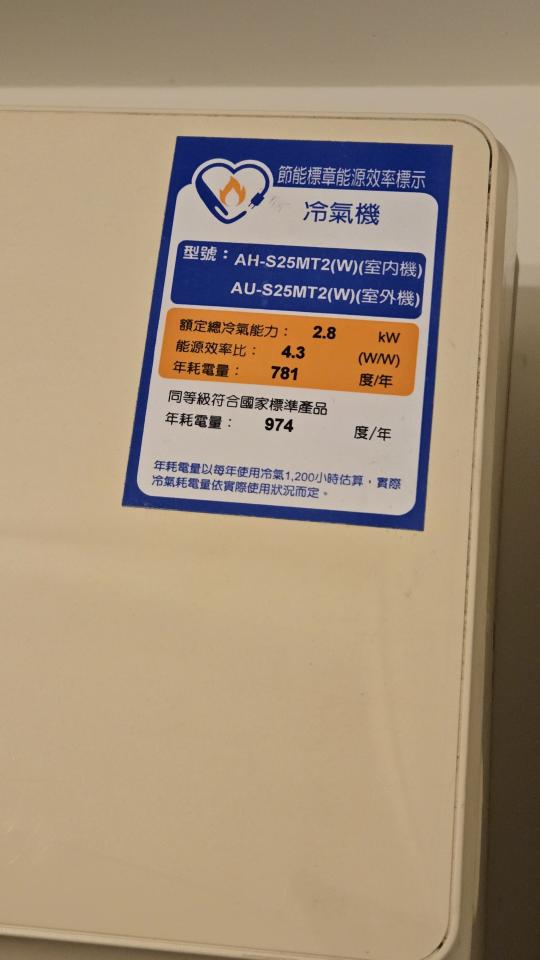 節能標章能源效率標示
冷氣機
型號：AH-S25MT2(W)(室內機)
AU-S25MT2(W)(室外機)
額定總冷氣能力： 2.8 kW
能源效率比： 4.3 (W/W)
年耗電量： 781 度/年
同等級符合國家標準產品
年耗電量： 974 度/年
年耗電量以每年使用冷氣1,200小時估算，實際
冷氣耗電量依實際使用狀況而定。